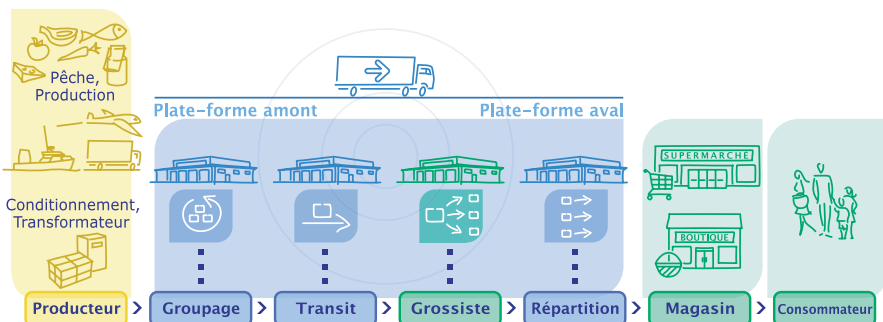 Pêche,
Production
Conditionnement,
Transformateur
Plate-forme amont
Plate-forme aval
SUPERMARCHE
BOUTIQUE
Producteur > Groupage > Transit > Grossiste > Répartition > Magasin > Consommateur